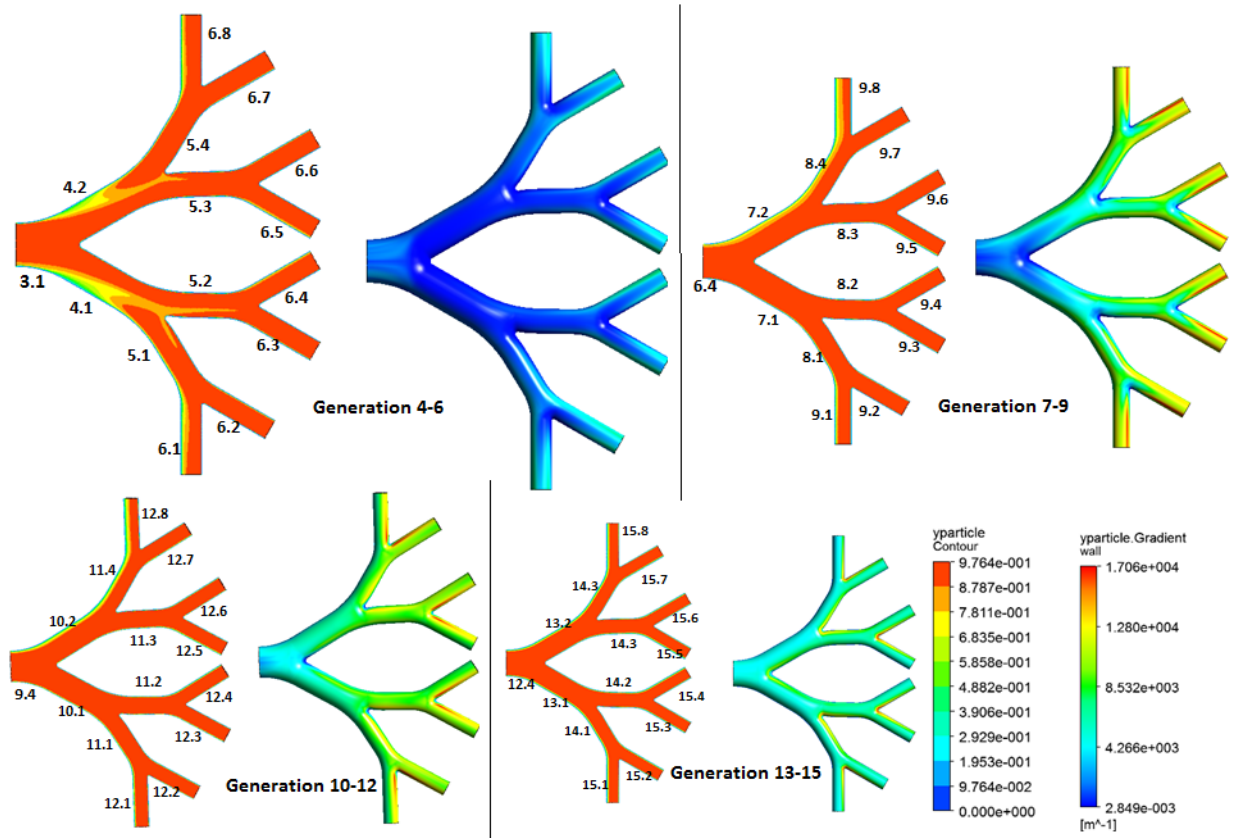 6.8
6.7
5.4
6.6
4.2
5.3
6.5
3.1
5.2
4.1
6.4
5.1
6.3
6.2
6.1
Generation 4-6
9.8
8.4
9.7
7.2
9.6
8.3
9.5
6.4
8.2
7.1
9.4
9.3
8.1
9.1
9.2
Generation 7-9
12.8
12.7
11.4
12.6
10.2
11.3
12.5
9.4
11.2
12.4
10.1
12.3
11.1
12.2
12.1
Generation 10-12
15.8
15.7
14.3
15.6
13.2
14.3
15.5
12.4
14.2
15.4
13.1
15.3
14.1
15.2
15.1
Generation 13-15
yparticle
Contour
9.764e-001
8.787e-001
7.811e-001
6.835e-001
5.858e-001
4.882e-001
3.906e-001
2.929e-001
1.953e-001
9.764e-002
0.000e+000
yparticle.Gradient
wall
1.706e+004
1.280e+004
8.532e+003
4.266e+003
2.849e-003
[m^-1]